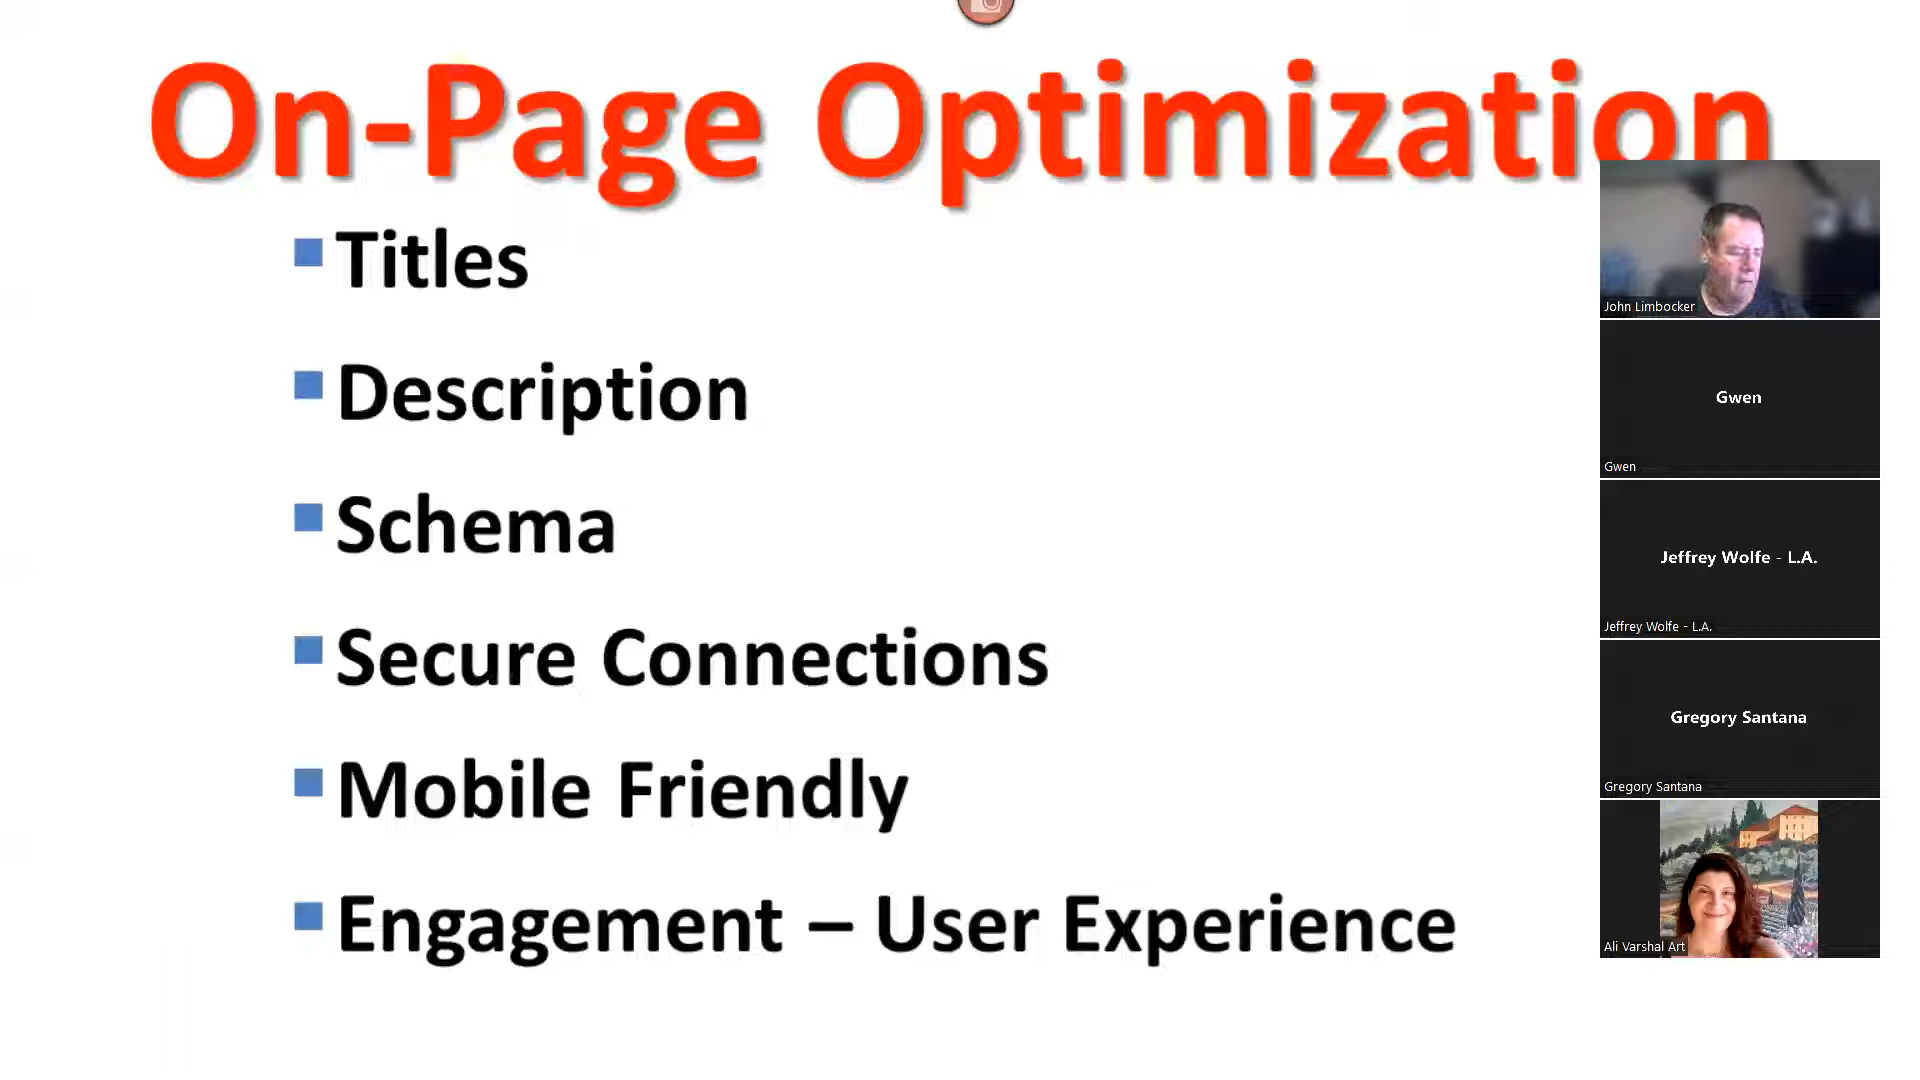 On-Page Optimization
Titles
Description
Schema
Secure Connections
Mobile Friendly
Engagement – User Experience
John Limbocker
Gwen
Gwen
Jeffrey Wolfe - L.A.
Jeffrey Wolfe - L.A.
Gregory Santana
Gregory Santana
Ali Varshal Art